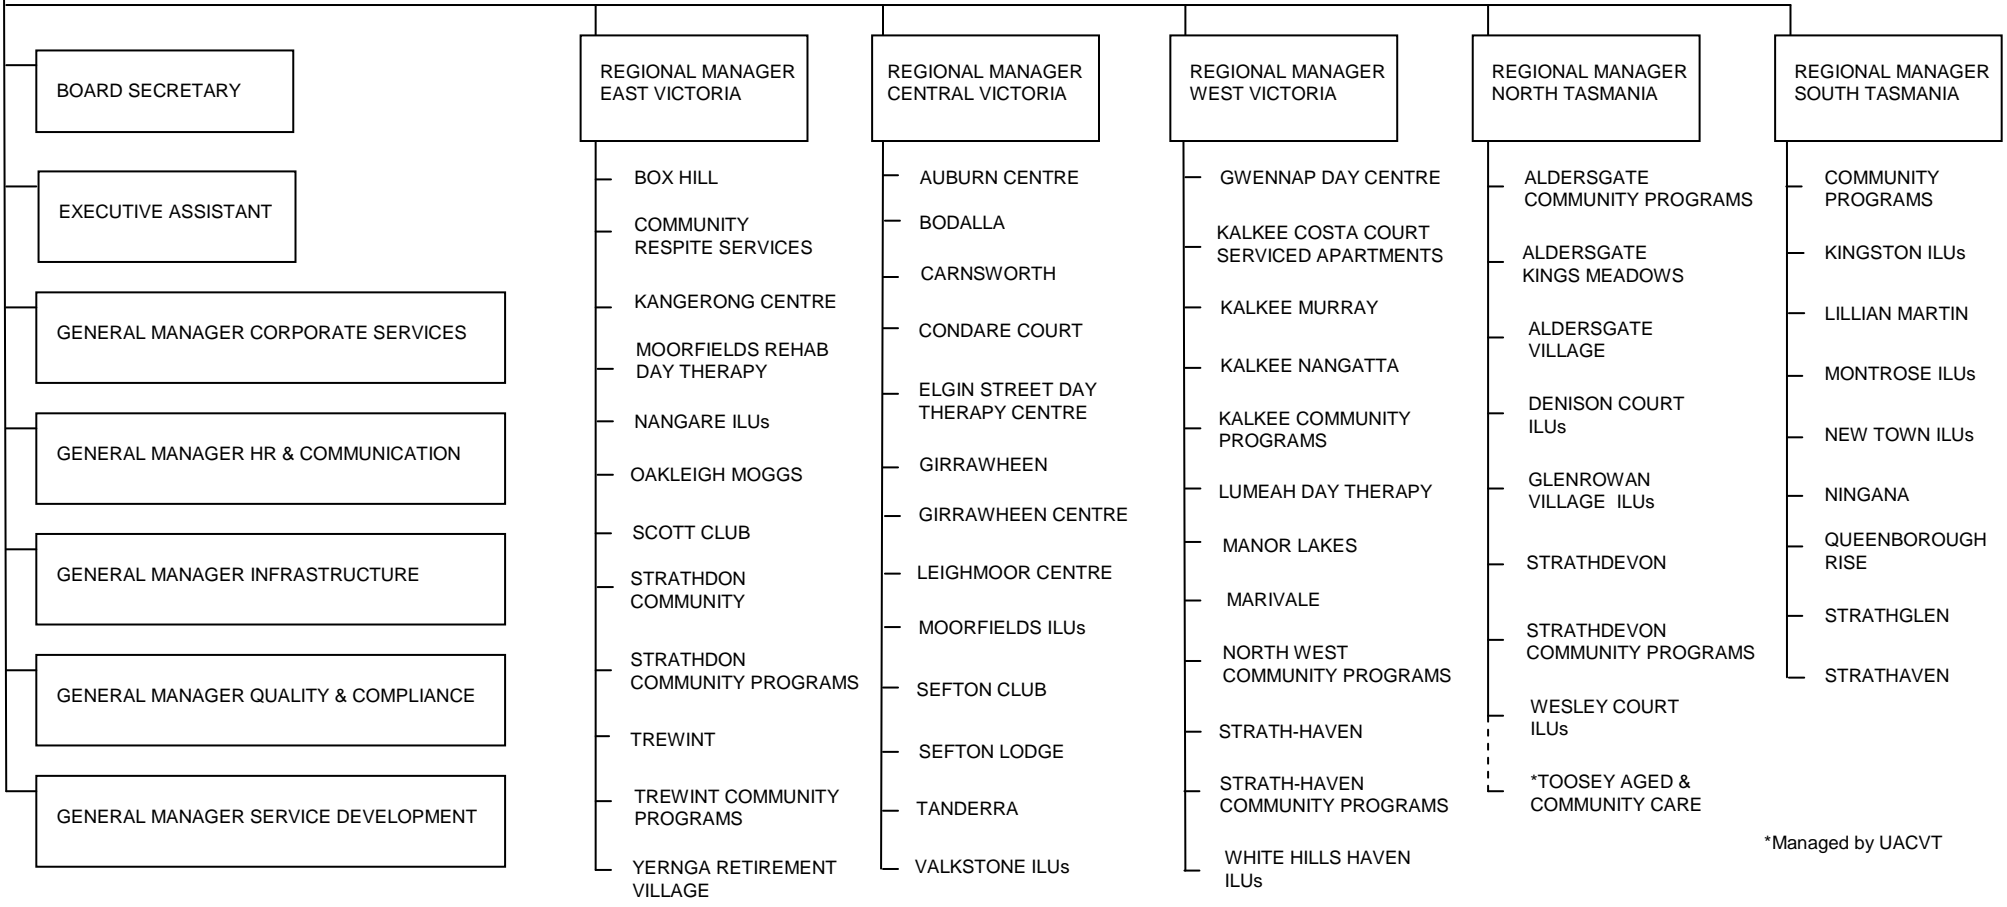 BOARD SECRETARY
EXECUTIVE ASSISTANT
GENERAL MANAGER CORPORATE SERVICES
GENERAL MANAGER HR & COMMUNICATION
GENERAL MANAGER INFRASTRUCTURE
GENERAL MANAGER QUALITY & COMPLIANCE
GENERAL MANAGER SERVICE DEVELOPMENT
REGIONAL MANAGER
EAST VICTORIA
BOX HILL
COMMUNITY
RESPITE SERVICES
KANGERONG CENTRE
MOORFIELDS REHAB
DAY THERAPY
NANGARE ILUs
OAKLEIGH MOGGS
SCOTT CLUB
STRATHDON
COMMUNITY
STRATHDON
COMMUNITY PROGRAMS
TREWINT
TREWINT COMMUNITY
PROGRAMS
YERNGA RETIREMENT
VILLAGE
REGIONAL MANAGER
CENTRAL VICTORIA
AUBURN CENTRE
BODALLA
CARNSWORTH
CONDARE COURT
ELGIN STREET DAY
THERAPY CENTRE
GIRRAWHEEN
GIRRAWHEEN CENTRE
LEIGHMOOR CENTRE
MOORFIELDS ILUs
SEFTON CLUB
SEFTON LODGE
TANDERRA
VALKSTONE ILUs
REGIONAL MANAGER
WEST VICTORIA
GWENNAP DAY CENTRE
KALKEE COSTA COURT
SERVICED APARTMENTS
KALKEE MURRAY
KALKEE NANGATTA
KALKEE COMMUNITY
PROGRAMS
LUMEAH DAY THERAPY
MANOR LAKES
MARIVALE
NORTH WEST
COMMUNITY PROGRAMS
STRATH-HAVEN
STRATH-HAVEN
COMMUNITY PROGRAMS
WHITE HILLS HAVEN
ILUs
REGIONAL MANAGER
NORTH TASMANIA
ALDERSGATE
COMMUNITY PROGRAMS
ALDERSGATE
KINGS MEADOWS
ALDERSGATE
VILLAGE
DENISON COURT
ILUs
GLENROWAN
VILLAGE ILUs
STRATHDEVON
STRATHDEVON
COMMUNITY PROGRAMS
WESLEY COURT
ILUs
*TOOSEY AGED &
COMMUNITY CARE
REGIONAL MANAGER
SOUTH TASMANIA
COMMUNITY
PROGRAMS
KINGSTON ILUs
LILLIAN MARTIN
MONTROSE ILUs
NEW TOWN ILUs
NINGANA
QUEENBOROUGH
RISE
STRATHGLEN
STRATHAVEN
*Managed by UACVT